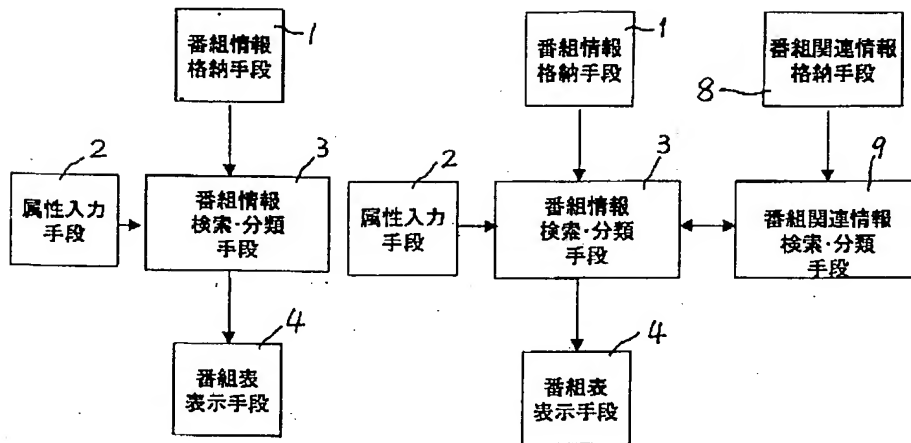 1
番組情報
格納手段
2
属性入力
手段
3
番組情報
検索・分類
手段
4
番組表
表示手段
1
番組情報
格納手段
8
番組関連情報
格納手段
2
属性入力
手段
3
番組情報
検索・分類
手段
9
番組関連情報
検索・分類
手段
4
番組表
表示手段